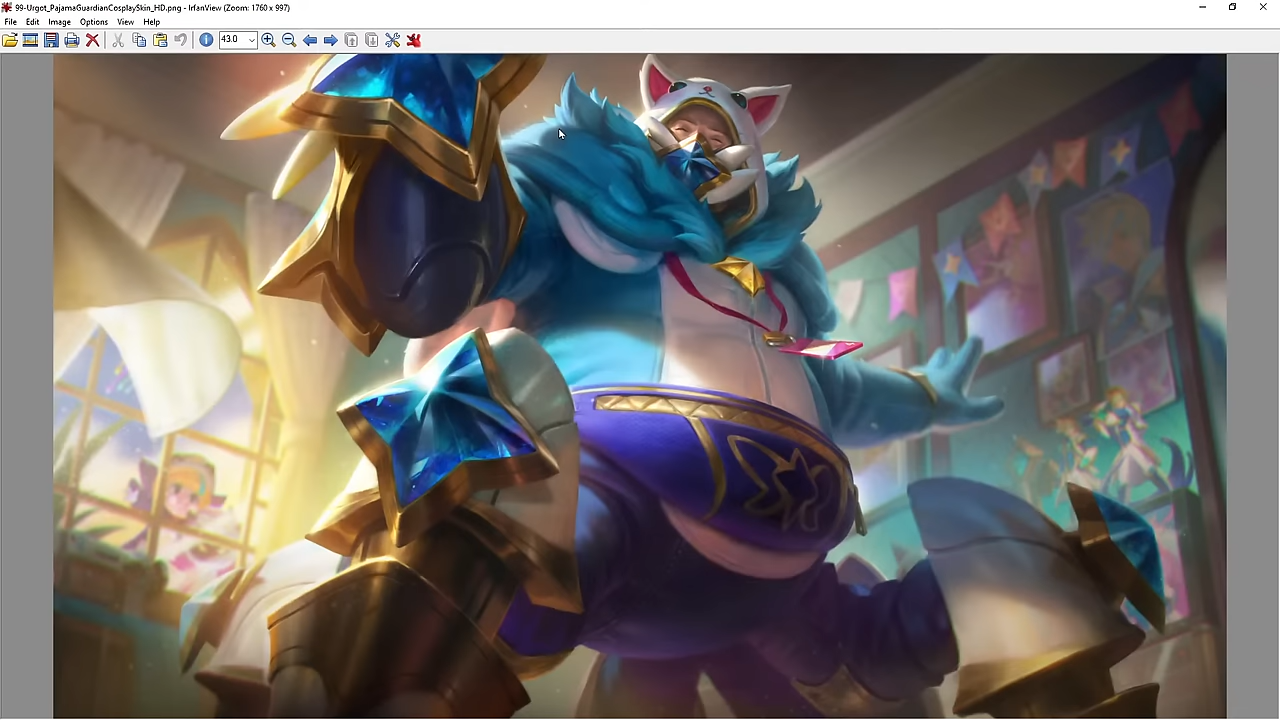 99-Urgot_PajamaGuardianCosplaySkin_HD.png - IrfanView (Zoom: 1760 x 997)
File Edit Image Options View Help
43.0